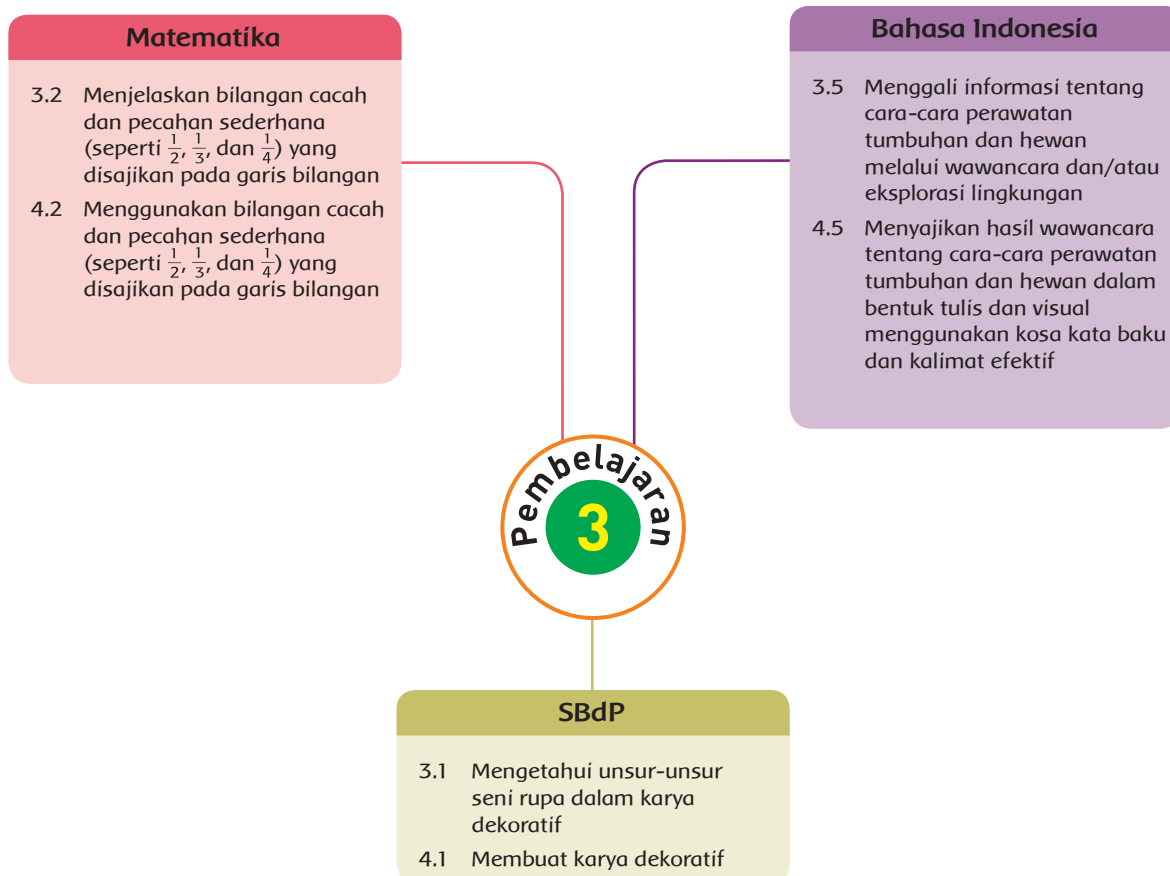 Matematika
3.2 Menjelaskan bilangan cacah
dan pecahan sederhana
(seperti 1/2, 1/3, dan 1/4) yang
disajikan pada garis bilangan
4.2 Menggunakan bilangan cacah
dan pecahan sederhana
(seperti 1/2, 1/3, dan 1/4) yang
disajikan pada garis bilangan
Bahasa Indonesia
3.5 Menggali informasi tentang
cara-cara perawatan
tumbuhan dan hewan
melalui wawancara dan/atau
eksplorasi lingkungan
4.5 Menyajikan hasil wawancara
tentang cara-cara perawatan
tumbuhan dan hewan dalam
bentuk tulis dan visual
menggunakan kosa kata baku
dan kalimat efektif
Pembelajaran
3
SBdP
3.1 Mengetahui unsur-unsur
seni rupa dalam karya
dekoratif
4.1 Membuat karya dekoratif